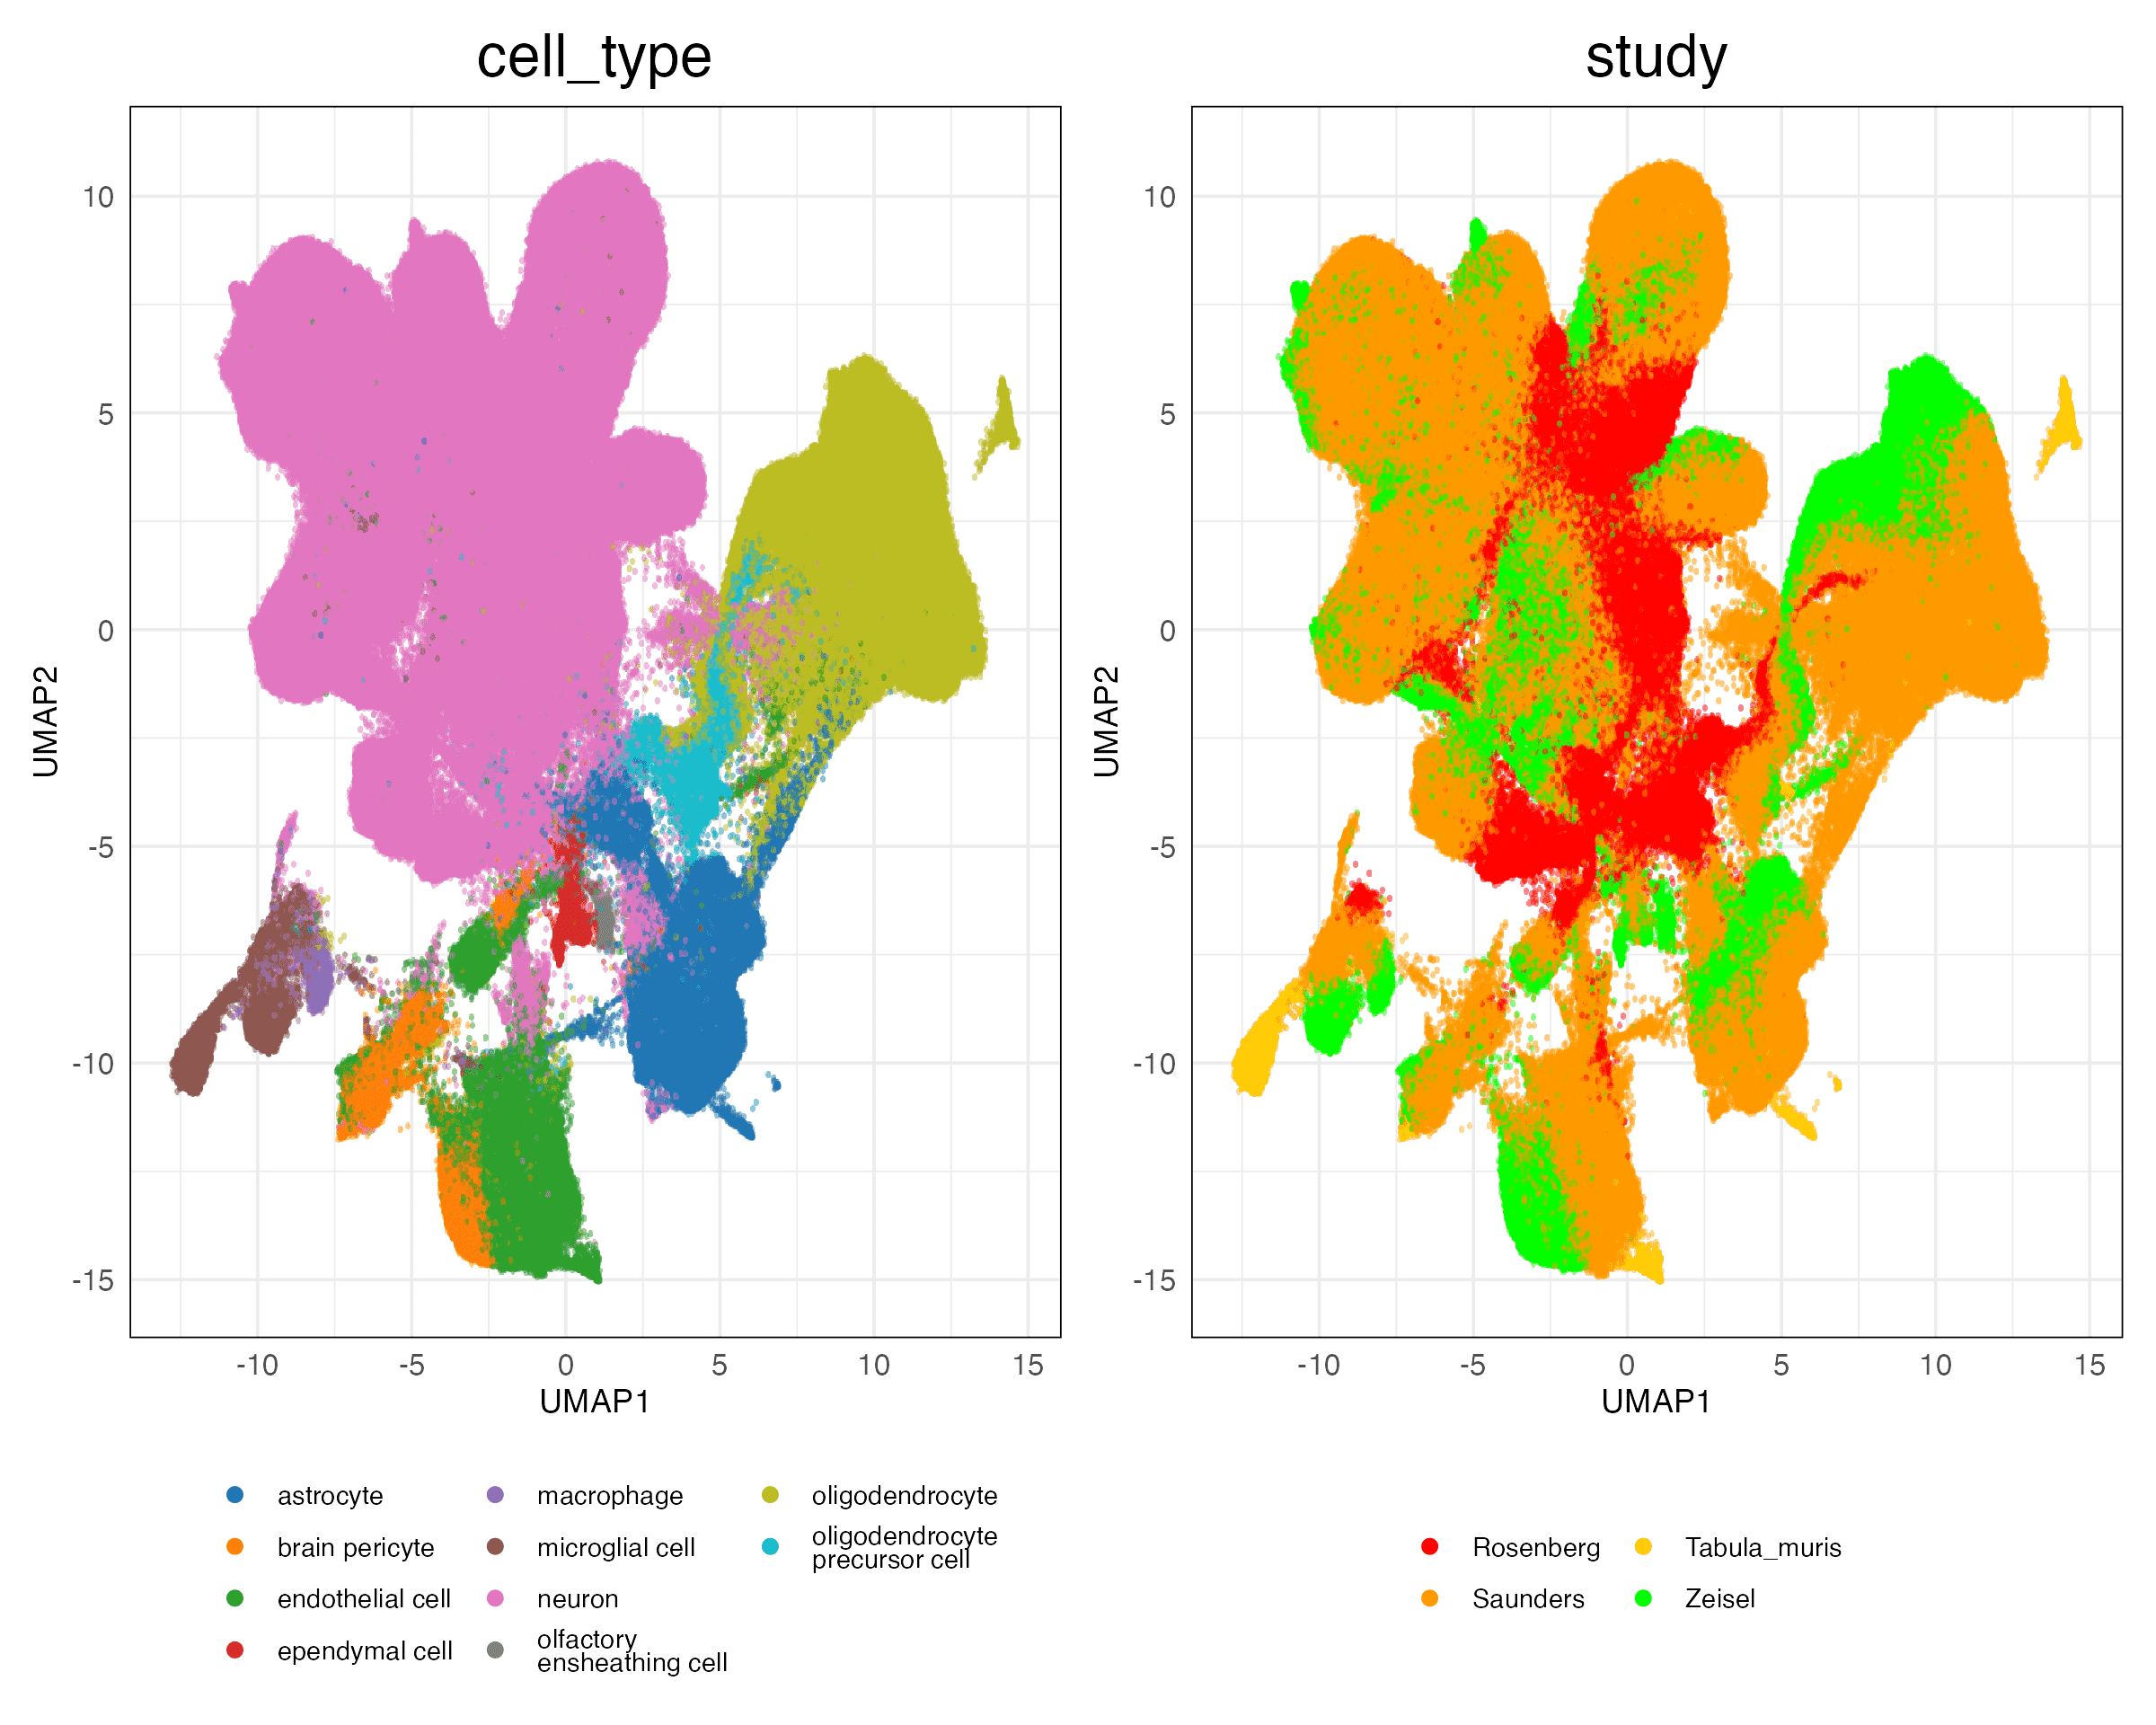 cell_type
study
10
5
0
-5
-10
-15
UMAP2
-10
-5
0
5
10
15
UMAP1
10
5
0
-5
-10
-15
UMAP2
-10
-5
0
5
10
15
UMAP1
astrocyte
brain pericyte
endothelial cell
ependymal cell
macrophage
microglial cell
neuron
olfactory
ensheathing cell
oligodendrocyte
oligodendrocyte
precursor cell
Rosenberg
Saunders
Tabula_muris
Zeisel